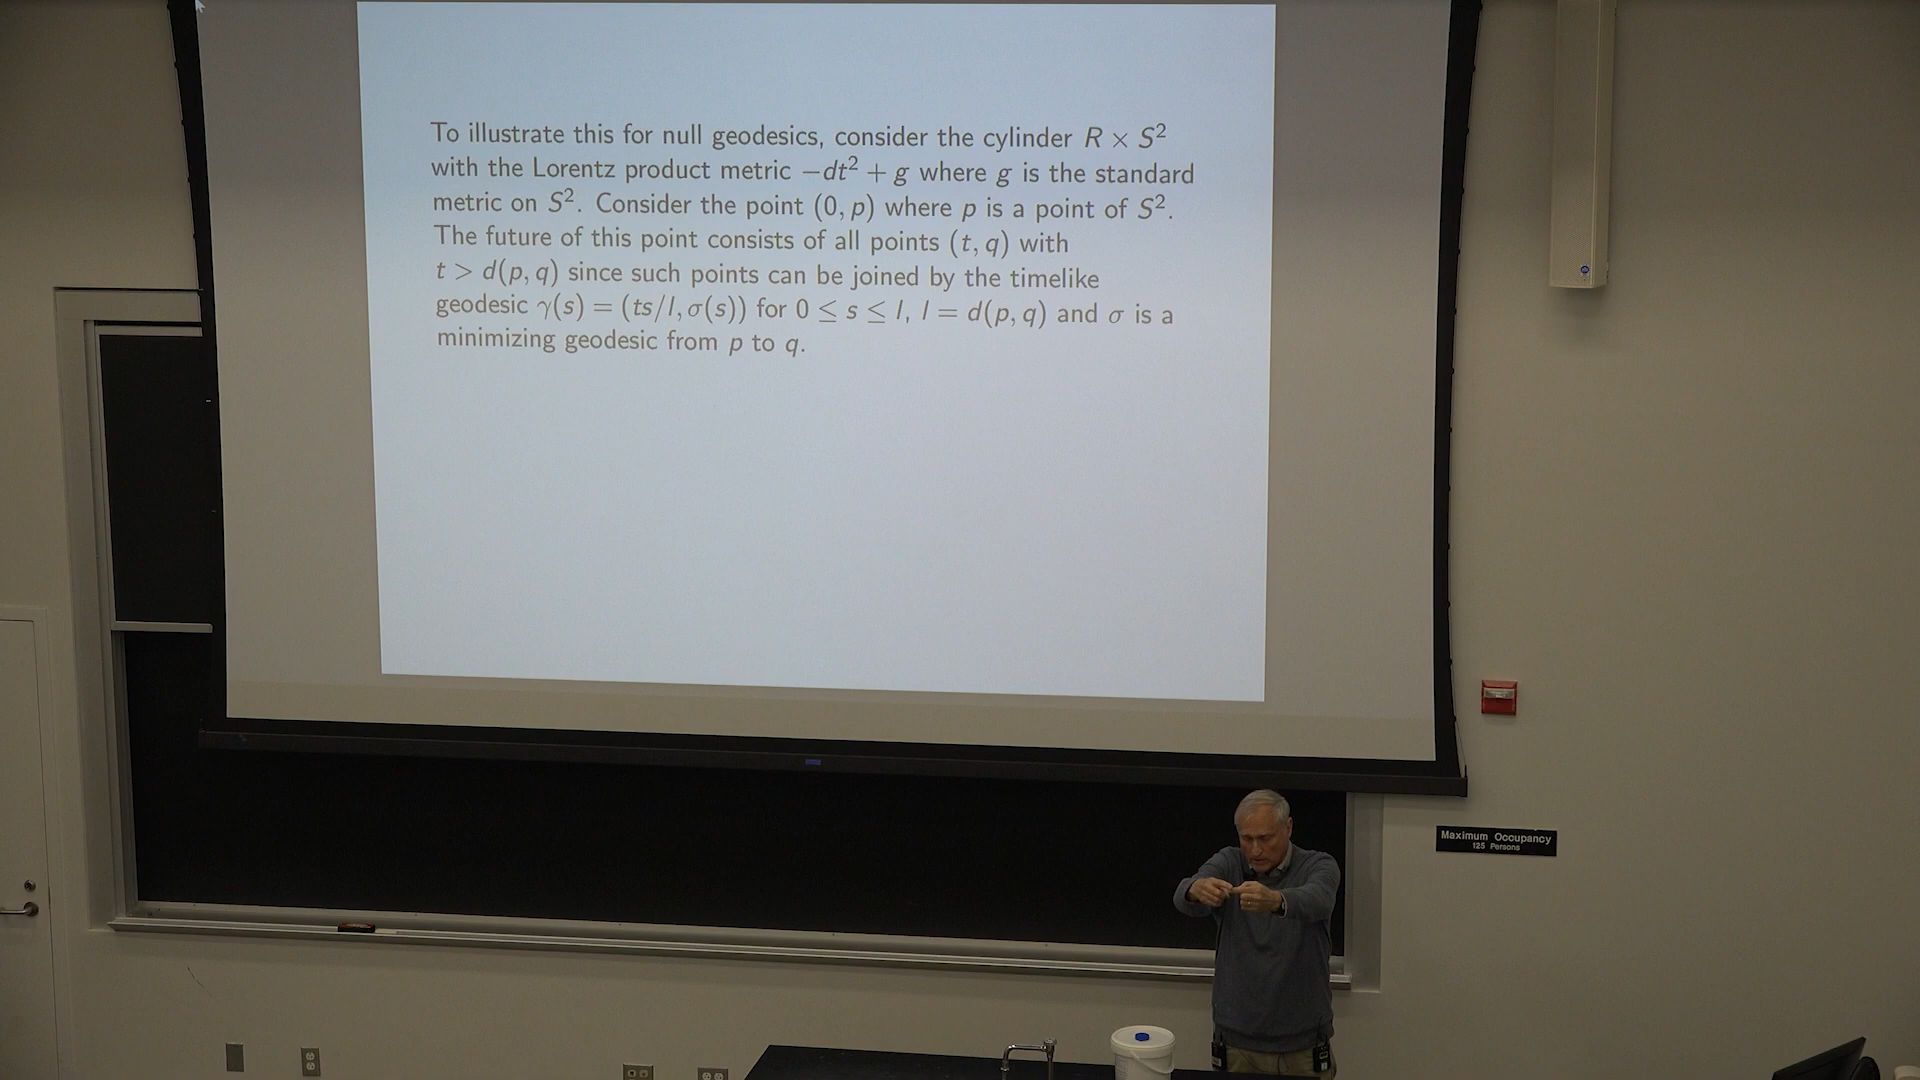 To illustrate this for null geodesics, consider the cylinder R × S²
with the Lorentz product metric −dt² + g where g is the standard
metric on S². Consider the point (0, p) where p is a point of S².
The future of this point consists of all points (t, q) with
t > d(p, q) since such points can be joined by the timelike
geodesic γ(s) = (ts/l, σ(s)) for 0 ≤ s ≤ l, l = d(p, q) and σ is a
minimizing geodesic from p to q.
Maximum Occupancy
125 Persons